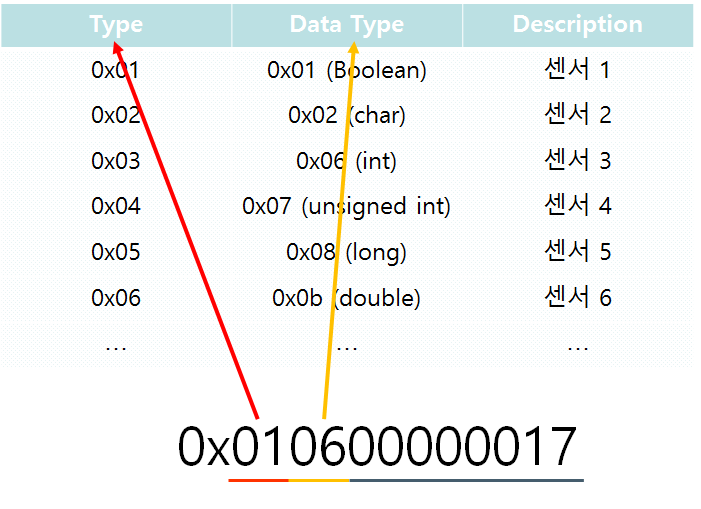 Type Data Type Description
0x01 0x01 (Boolean) 센서 1
0x02 0x02 (char) 센서 2
0x03 0x06 (int) 센서 3
0x04 0x07 (unsigned int) 센서 4
0x05 0x08 (long) 센서 5
0x06 0x0b (double) 센서 6
... ... ...
0x010600000017